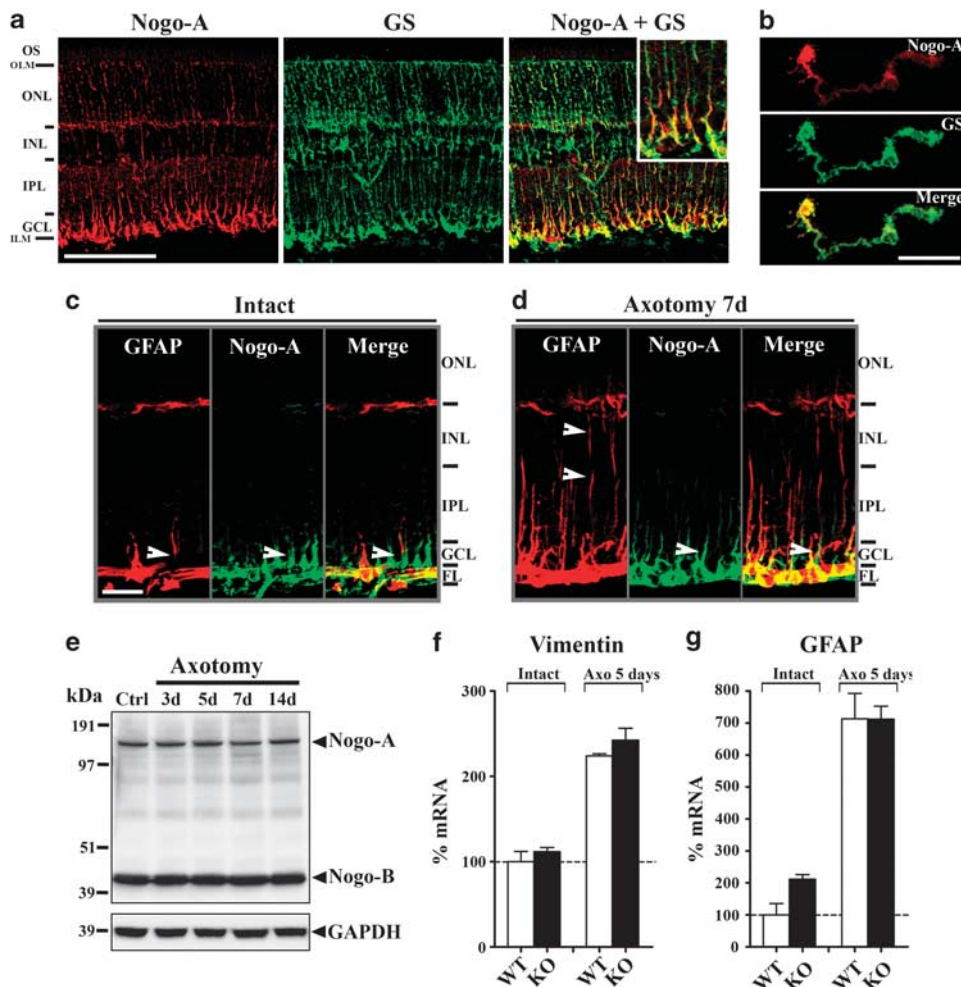 a
Nogo-A
GS
Nogo-A + GS
OS
OLM
ONL
INL
IPL
GCL
ILM
b
Nogo-A
GS
Merge
c
Intact
GFAP
Nogo-A
Merge
ONL
INL
IPL
GCL
FL
d
Axotomy 7d
GFAP
Nogo-A
Merge
ONL
INL
IPL
GCL
FL
e
Axotomy
kDa
Ctrl 3d 5d 7d 14d
191
97
51
39
39
Nogo-A
Nogo-B
GAPDH
f
Vimentin
Intact
Axo 5 days
% mRNA
300
200
100
0
WT
KO
WT
KO
g
GFAP
Intact
Axo 5 days
% mRNA
800
700
600
500
400
300
200
100
0
WT
KO
WT
KO